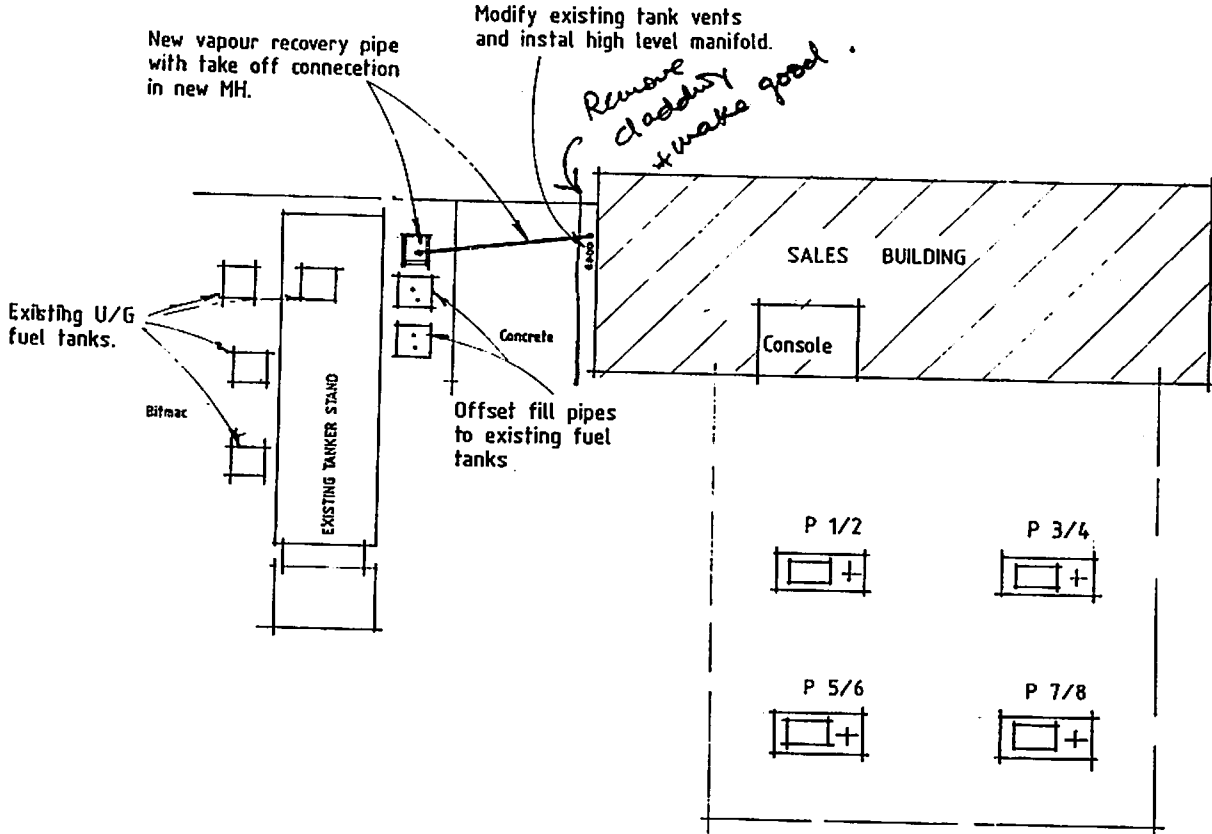 Modify existing tank vents
and instal high level manifold.
New vapour recovery pipe
with take off connecetion
in new MH.
Remove
cladding
+ make good.
SALES BUILDING
Console
Existing U/G
fuel tanks.
Concrete
Bitmac
EXISTING TANKER STAND
Offset fill pipes
to existing fuel
tanks
P 1/2
P 3/4
P 5/6
P 7/8